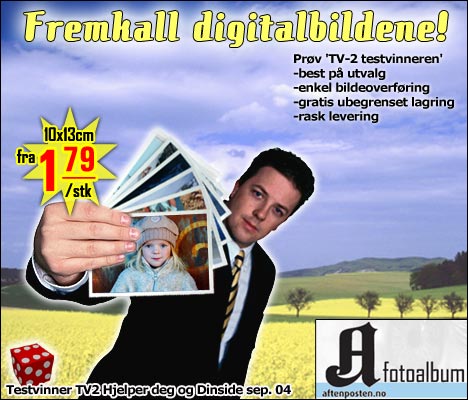 Fremkall digitalbildene!
Prøv 'TV-2 testvinneren'
-best på utvalg
-enkel bildeoverføring
-gratis ubegrenset lagring
-rask levering
10x13cm
fra 1 79
/stk
A fotoalbum
aftenposten.no
Testvinner TV2 Hjelper deg og Dinside sep. 04